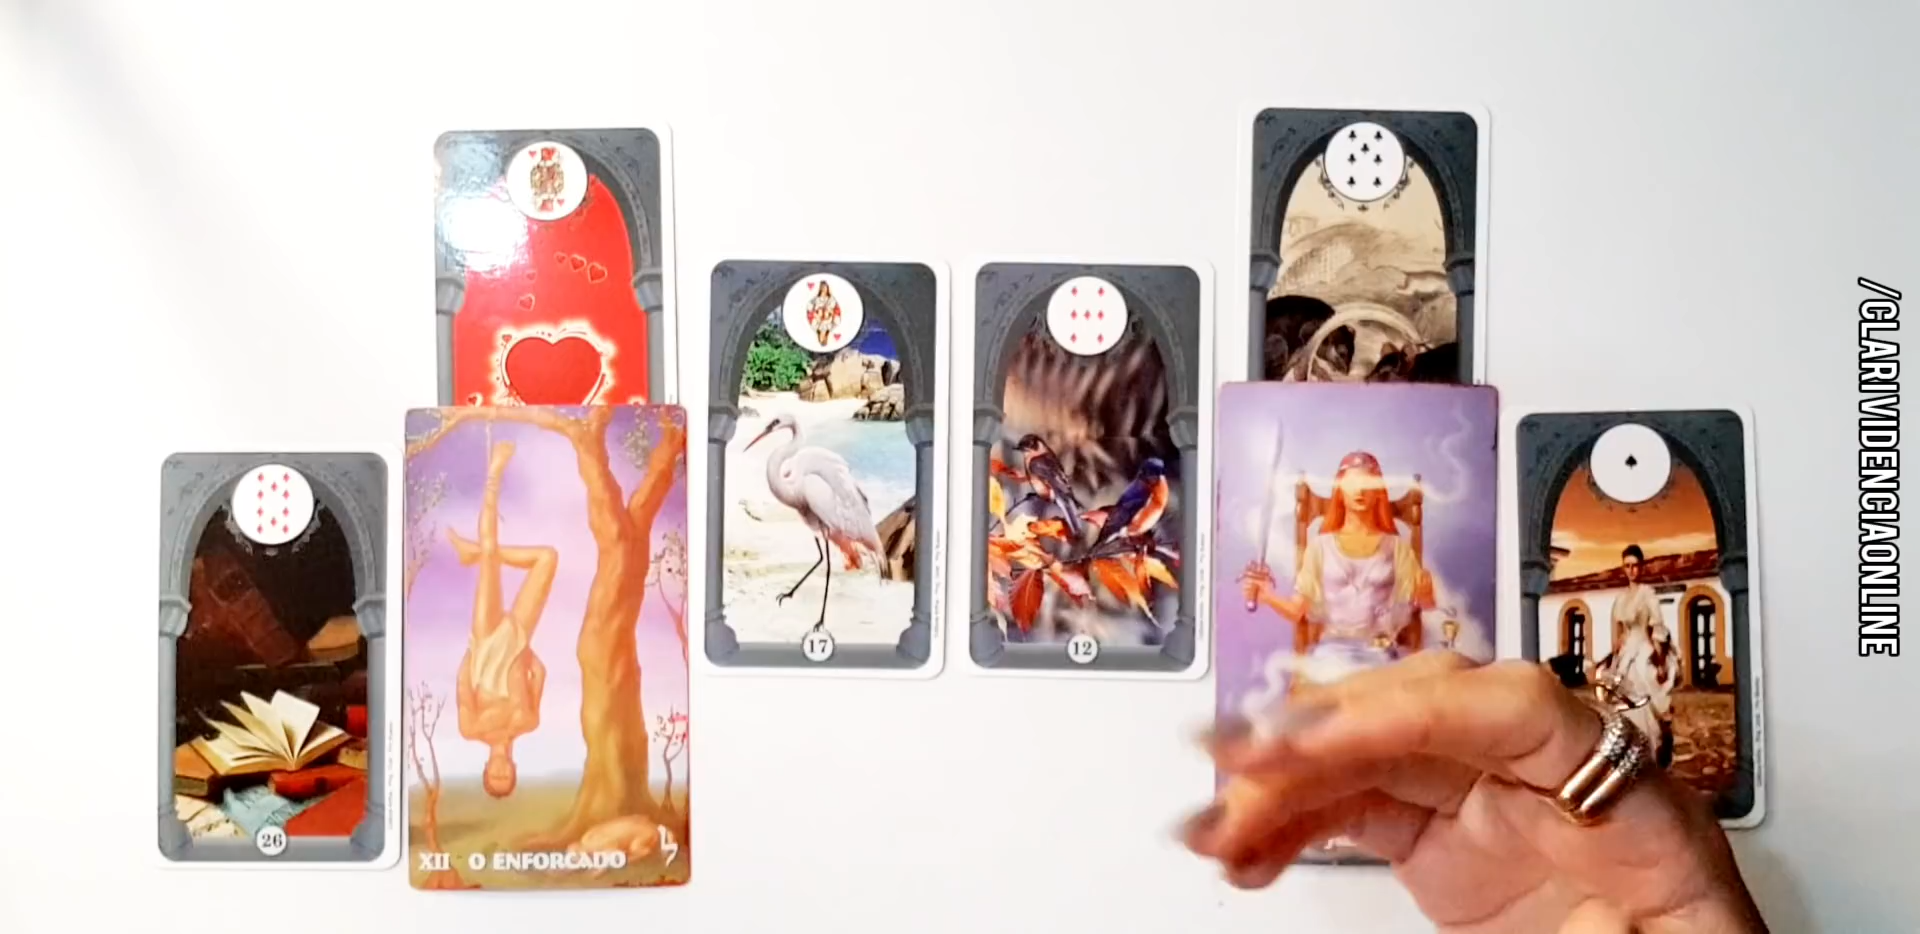 17
12
26
XII O ENFORCADO
/CLARIVIDENCIAONLINE